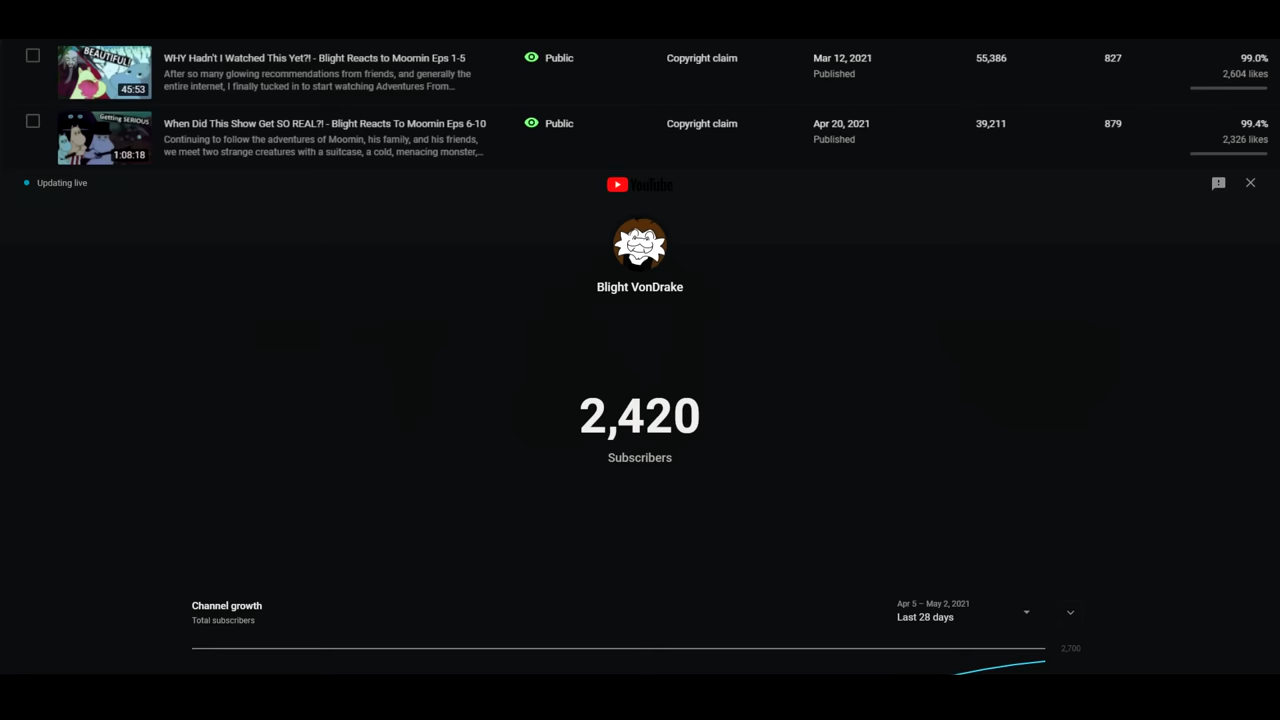 BEAUTIFUL!
45:53
WHY Hadn't I Watched This Yet?! - Blight Reacts to Moomin Eps 1-5
After so many glowing recommendations from friends, and generally the
entire internet, I finally tucked in to start watching Adventures From...
Public
Copyright claim
Mar 12, 2021
Published
55,386
827
99.0%
2,604 likes
Getting SERIOUS
1:08:18
When Did This Show Get SO REAL?! - Blight Reacts To Moomin Eps 6-10
Continuing to follow the adventures of Moomin, his family, and his friends,
we meet two strange creatures with a suitcase, a cold, menacing monster,...
Public
Copyright claim
Apr 20, 2021
Published
39,211
879
99.4%
2,326 likes
Updating live
YouTube
Blight VonDrake
2,420
Subscribers
Channel growth
Total subscribers
Apr 5 – May 2, 2021
Last 28 days
2,700